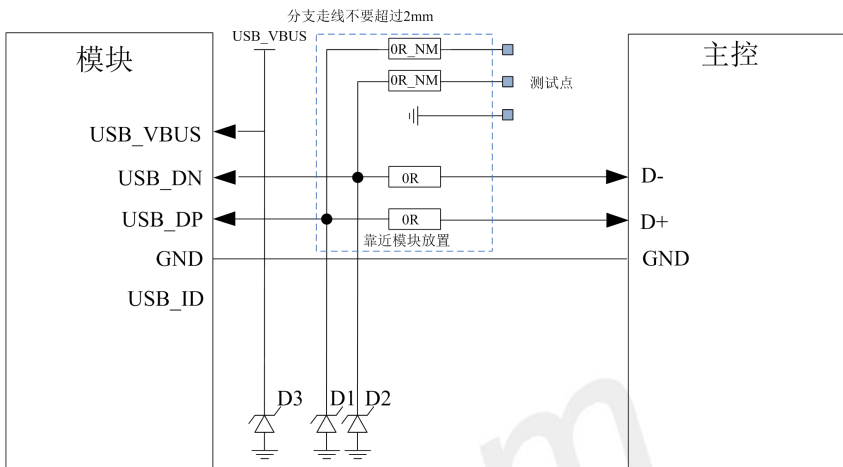 分支走线不要超过2mm
模块
USB_VBUS
0R_NM
主控
0R_NM
测试点
USB_VBUS
USB_DN
0R
D-
USB_DP
0R
D+
靠近模块放置
GND
GND
USB_ID
D3
D1
D2